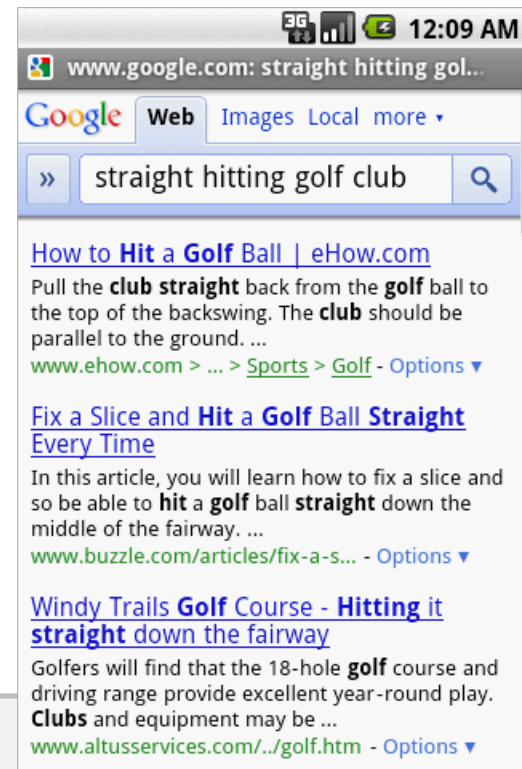 3G 12:09 AM
www.google.com: straight hitting gol...
Google Web Images Local more ▾
» straight hitting golf club
How to Hit a Golf Ball | eHow.com
Pull the club straight back from the golf ball to
the top of the backswing. The club should be
parallel to the ground. ...
www.ehow.com > ... > Sports > Golf - Options ▼
Fix a Slice and Hit a Golf Ball Straight
Every Time
In this article, you will learn how to fix a slice and
so be able to hit a golf ball straight down the
middle of the fairway. ...
www.buzzle.com/articles/fix-a-s... - Options ▼
Windy Trails Golf Course - Hitting it
straight down the fairway
Golfers will find that the 18-hole golf course and
driving range provide excellent year-round play.
Clubs and equipment may be ...
www.altusservices.com/../golf.htm - Options ▼